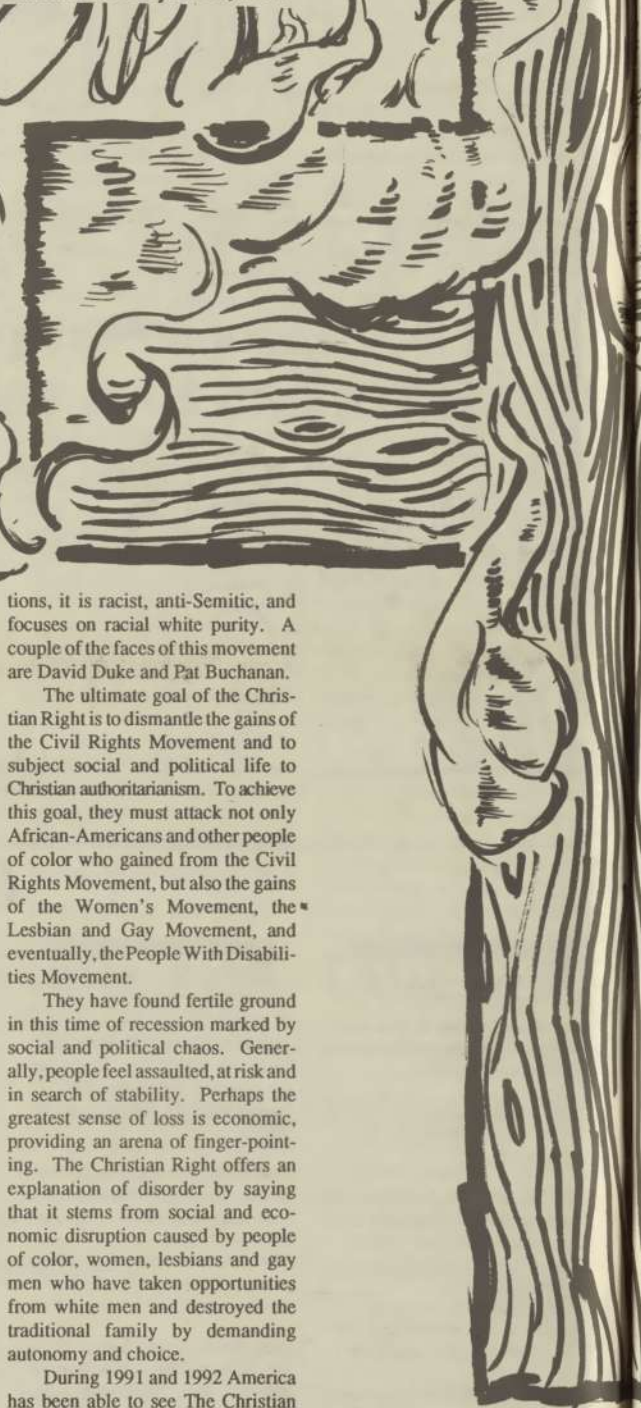 tions, it is racist, anti-Semitic, and
focuses on racial white purity. A
couple of the faces of this movement
are David Duke and Pat Buchanan.
The ultimate goal of the Chris-
tian Right is to dismantle the gains of
the Civil Rights Movement and to
subject social and political life to
Christian authoritarianism. To achieve
this goal, they must attack not only
African-Americans and other people
of color who gained from the Civil
Rights Movement, but also the gains
of the Women's Movement, the
Lesbian and Gay Movement, and
eventually, the People With Disabili-
ties Movement.
They have found fertile ground
in this time of recession marked by
social and political chaos. Gener-
ally, people feel assaulted, at risk and
in search of stability. Perhaps the
greatest sense of loss is economic,
providing an arena of finger-point-
ing. The Christian Right offers an
explanation of disorder by saying
that it stems from social and eco-
nomic disruption caused by people
of color, women, lesbians and gay
men who have taken opportunities
from white men and destroyed the
traditional family by demanding
autonomy and choice.
During 1991 and 1992 America
has been able to see The Christian